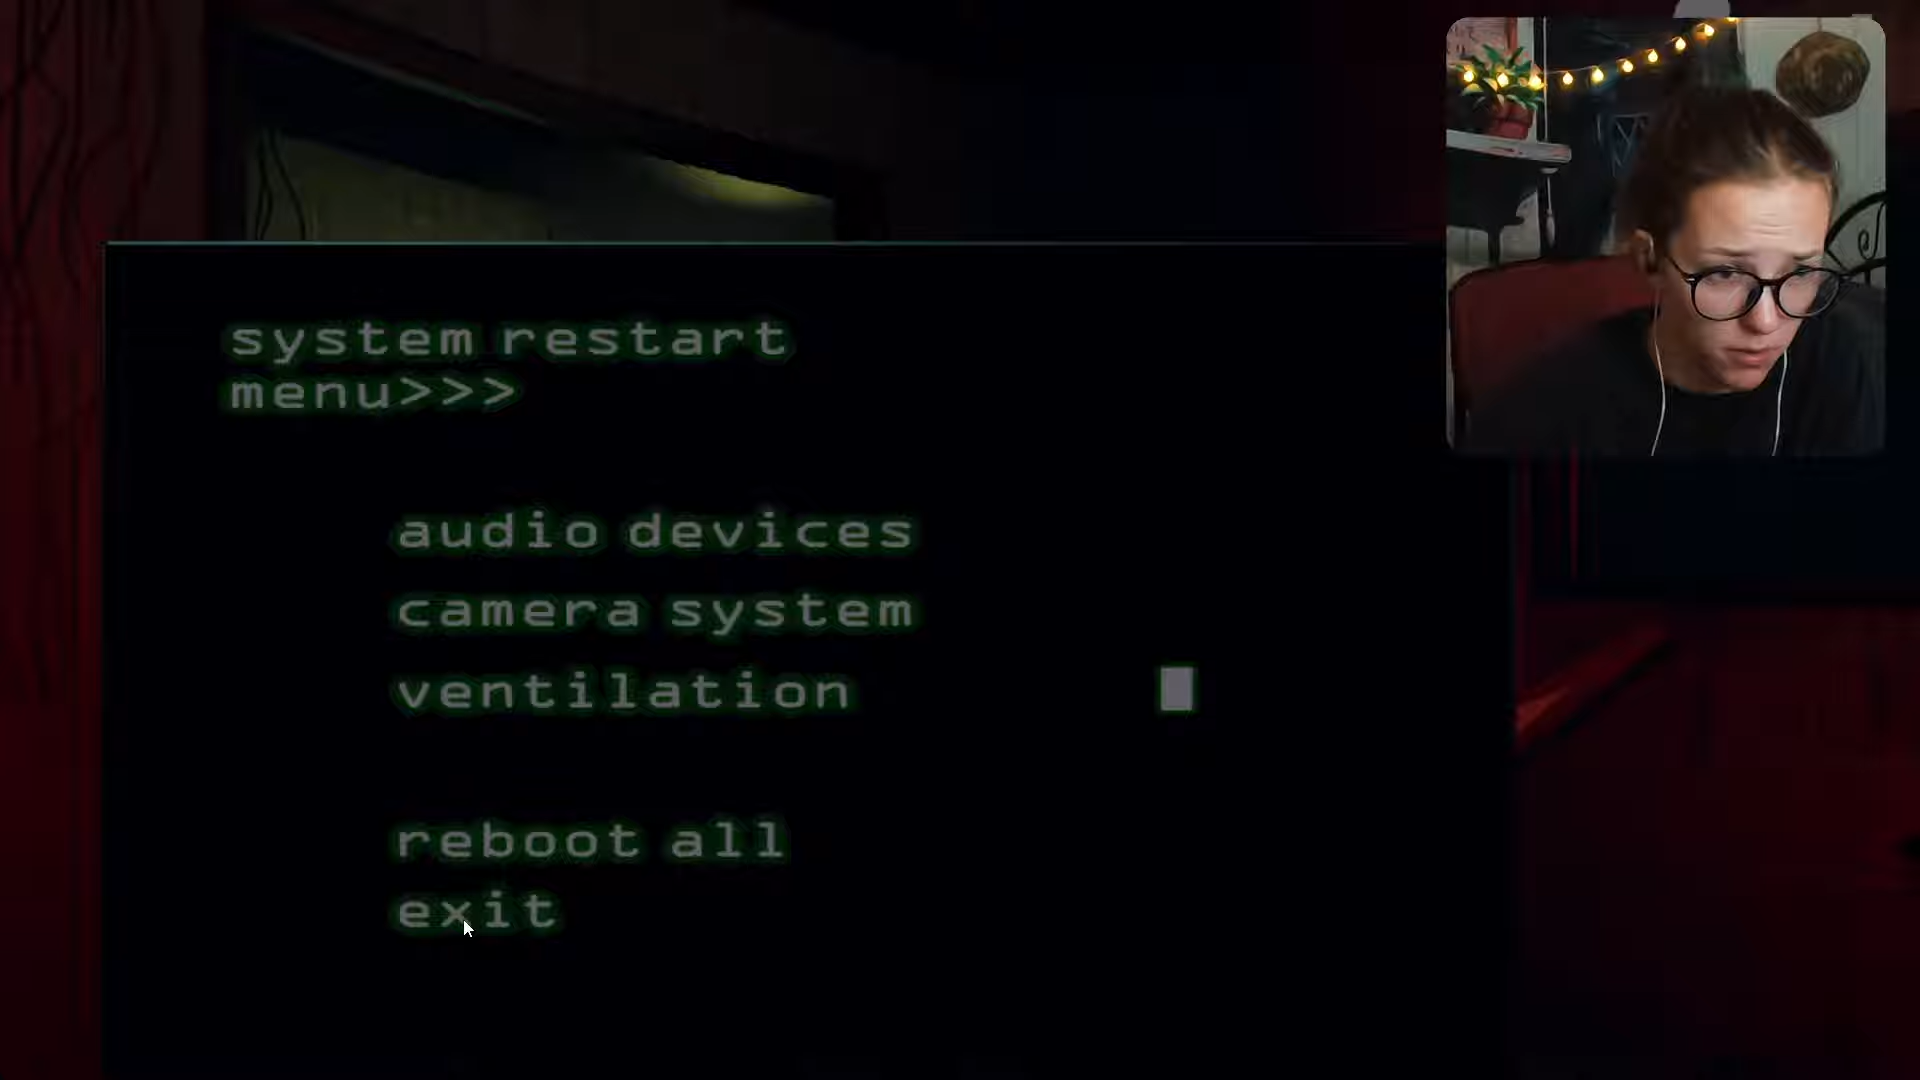 system restart
menu>>>
audio devices
camera system
ventilation
reboot all
exit